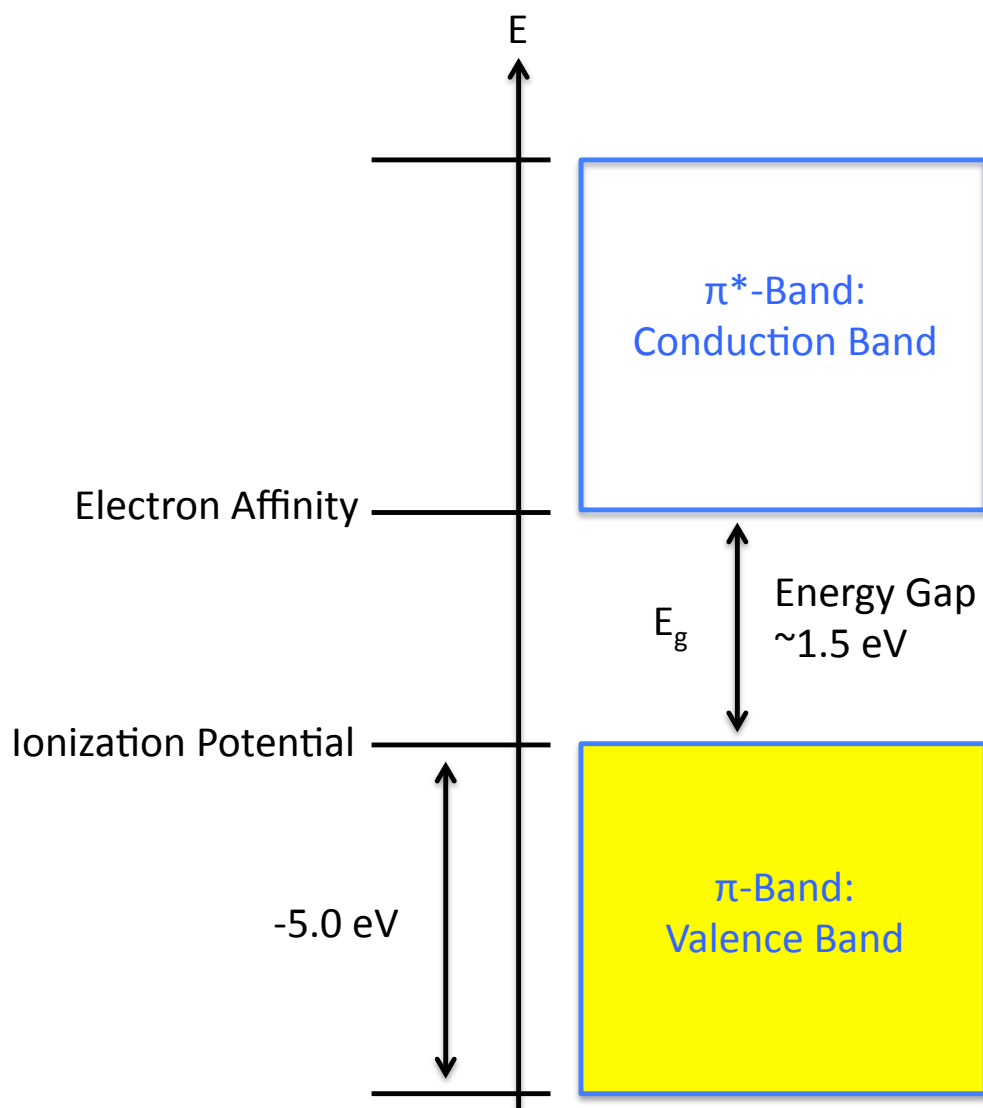 E
π*-Band:
Conduction Band
Electron Affinity
Energy Gap
~1.5 eV
Eg
Ionization Potential
-5.0 eV
π-Band:
Valence Band